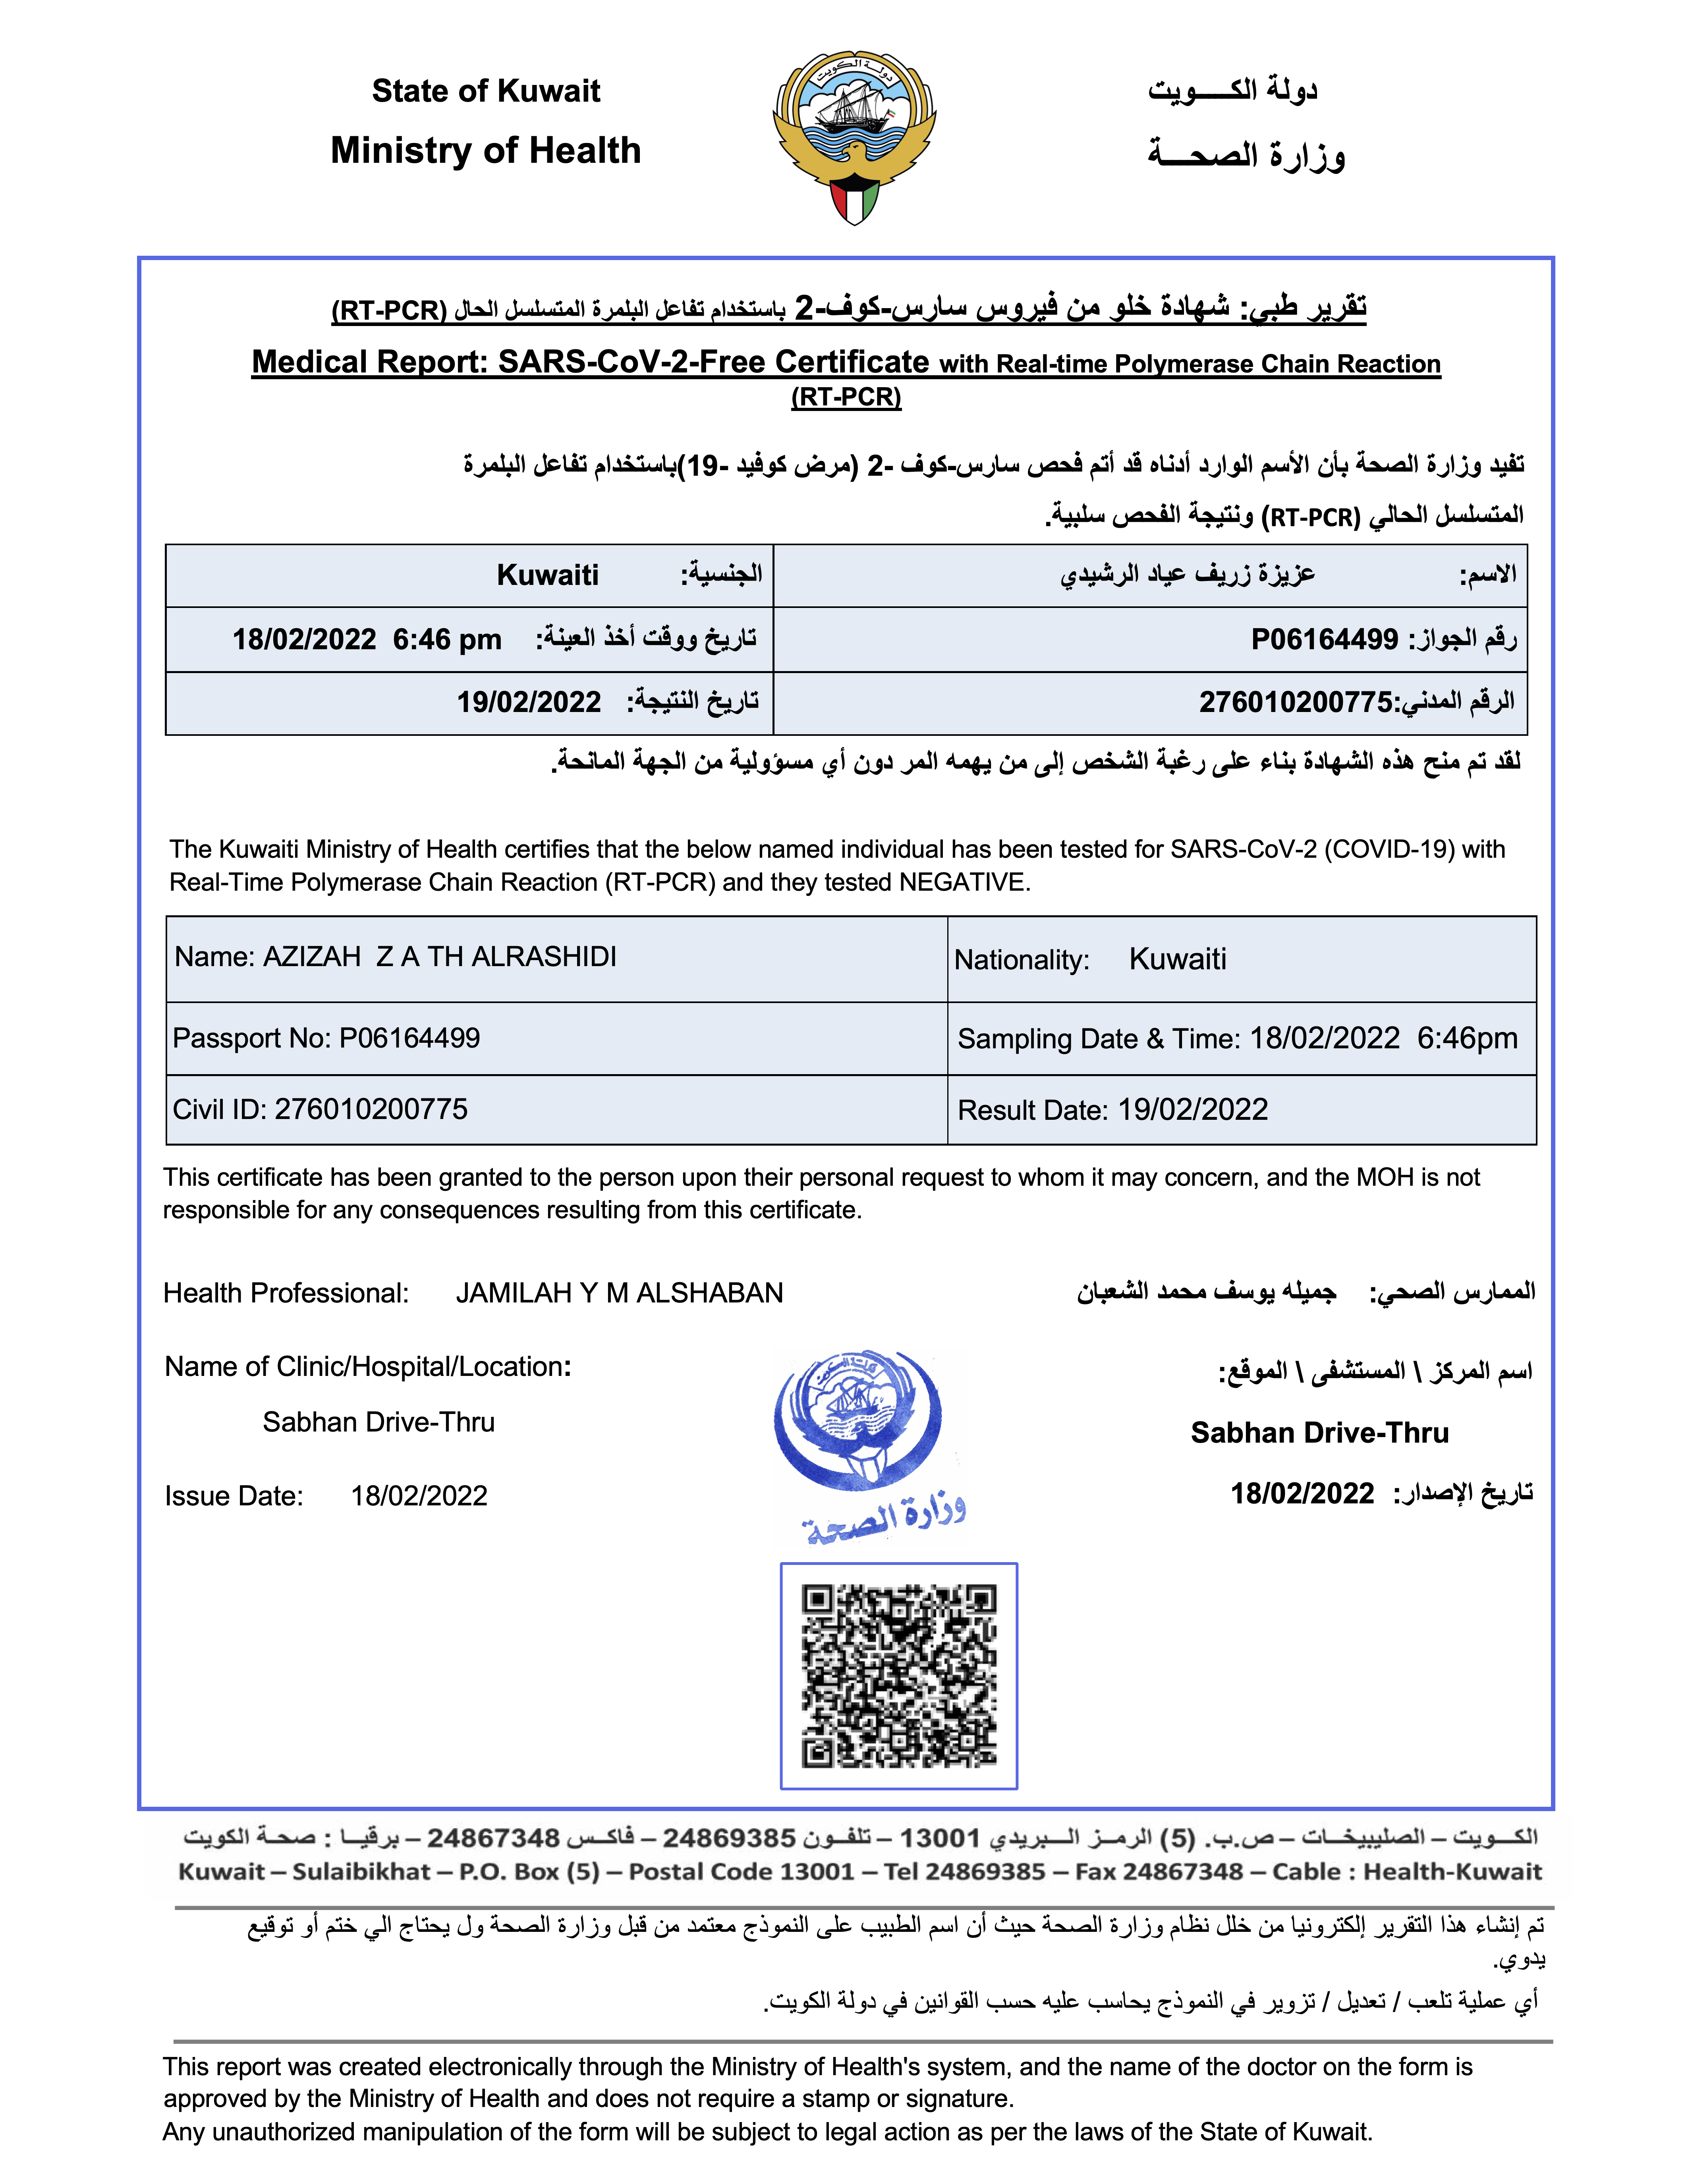 State of Kuwait
Ministry of Health
دولة الكـــــويت
وزارة الصحـــة
دولة الكويت
تقرير طبي: شهادة خلو من فيروس سارس-كوف-2 باستخدام تفاعل البلمرة المتسلسل الحال (RT-PCR)
Medical Report: SARS-CoV-2-Free Certificate with Real-time Polymerase Chain Reaction
(RT-PCR)
تفيد وزارة الصحة بأن الأسم الوارد أدناه قد أتم فحص سارس-كوف -2 (مرض كوفيد -19)باستخدام تفاعل البلمرة
المتسلسل الحالي (RT-PCR) ونتيجة الفحص سلبية.
الاسم: عزيزة زريف عياد الرشيدي الجنسية: Kuwaiti
رقم الجواز: P06164499 تاريخ ووقت أخذ العينة: 18/02/2022 6:46 pm
الرقم المدني:276010200775 تاريخ النتيجة: 19/02/2022
لقد تم منح هذه الشهادة بناء على رغبة الشخص إلى من يهمه المر دون أي مسؤولية من الجهة المانحة.
The Kuwaiti Ministry of Health certifies that the below named individual has been tested for SARS-CoV-2 (COVID-19) with
Real-Time Polymerase Chain Reaction (RT-PCR) and they tested NEGATIVE.
Name: AZIZAH Z A TH ALRASHIDI Nationality: Kuwaiti
Passport No: P06164499 Sampling Date & Time: 18/02/2022 6:46pm
Civil ID: 276010200775 Result Date: 19/02/2022
This certificate has been granted to the person upon their personal request to whom it may concern, and the MOH is not
responsible for any consequences resulting from this certificate.
Health Professional: JAMILAH Y M ALSHABAN
الممارس الصحي: جميله يوسف محمد الشعبان
Name of Clinic/Hospital/Location:
اسم المركز \ المستشفى \ الموقع:
Sabhan Drive-Thru
Sabhan Drive-Thru
Issue Date: 18/02/2022
تاريخ الإصدار: 18/02/2022
وزارة الصحة
الكـــويت – الصليبيخـــات – ص.ب. (5) الرمـــز الـــبريدي 13001 – تلفـــون 24869385 – فاكـــس 24867348 – برقيـــا : صحـة الكويت
Kuwait – Sulaibikhat – P.O. Box (5) – Postal Code 13001 – Tel 24869385 – Fax 24867348 – Cable : Health-Kuwait
تم إنشاء هذا التقرير إلكترونيا من خلل نظام وزارة الصحة حيث أن اسم الطبيب على النموذج معتمد من قبل وزارة الصحة ول يحتاج الي ختم أو توقيع
يدوي.
أي عملية تلعب / تعديل / تزوير في النموذج يحاسب عليه حسب القوانين في دولة الكويت.
This report was created electronically through the Ministry of Health's system, and the name of the doctor on the form is
approved by the Ministry of Health and does not require a stamp or signature.
Any unauthorized manipulation of the form will be subject to legal action as per the laws of the State of Kuwait.